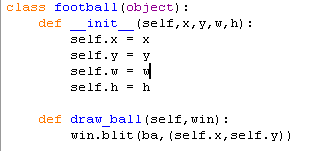 class football(object):
    def __init__(self,x,y,w,h):
        self.x = x
        self.y = y
        self.w = w
        self.h = h
    def draw_ball(self,win):
        win.blit(ba,(self.x,self.y))